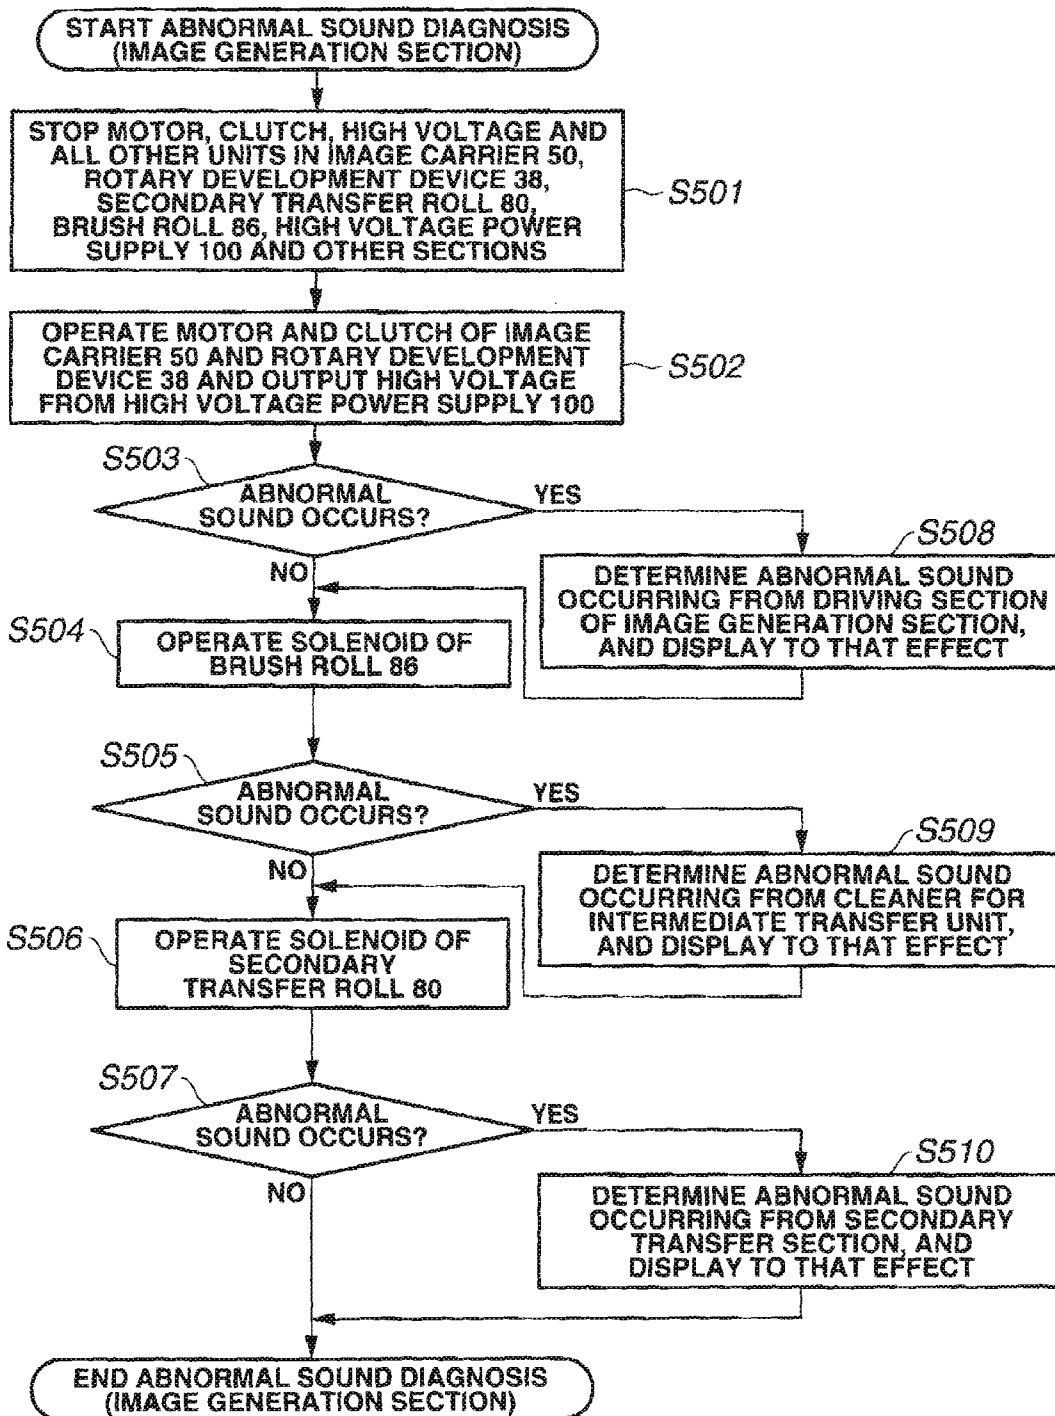 START ABNORMAL SOUND DIAGNOSIS
(IMAGE GENERATION SECTION)
STOP MOTOR, CLUTCH, HIGH VOLTAGE AND
ALL OTHER UNITS IN IMAGE CARRIER 50,
ROTARY DEVELOPMENT DEVICE 38,
SECONDARY TRANSFER ROLL 80,
BRUSH ROLL 86, HIGH VOLTAGE POWER
SUPPLY 100 AND OTHER SECTIONS
S501
OPERATE MOTOR AND CLUTCH OF IMAGE
CARRIER 50 AND ROTARY DEVELOPMENT
DEVICE 38 AND OUTPUT HIGH VOLTAGE
FROM HIGH VOLTAGE POWER SUPPLY 100
S502
S503
ABNORMAL
SOUND OCCURS?
YES
NO
S508
DETERMINE ABNORMAL SOUND
OCCURRING FROM DRIVING SECTION
OF IMAGE GENERATION SECTION,
AND DISPLAY TO THAT EFFECT
S504
OPERATE SOLENOID OF
BRUSH ROLL 86
S505
ABNORMAL
SOUND OCCURS?
YES
NO
S509
DETERMINE ABNORMAL SOUND
OCCURRING FROM CLEANER FOR
INTERMEDIATE TRANSFER UNIT,
AND DISPLAY TO THAT EFFECT
S506
OPERATE SOLENOID OF
SECONDARY
TRANSFER ROLL 80
S507
ABNORMAL
SOUND OCCURS?
YES
NO
S510
DETERMINE ABNORMAL SOUND
OCCURRING FROM SECONDARY
TRANSFER SECTION, AND
DISPLAY TO THAT EFFECT
END ABNORMAL SOUND DIAGNOSIS
(IMAGE GENERATION SECTION)